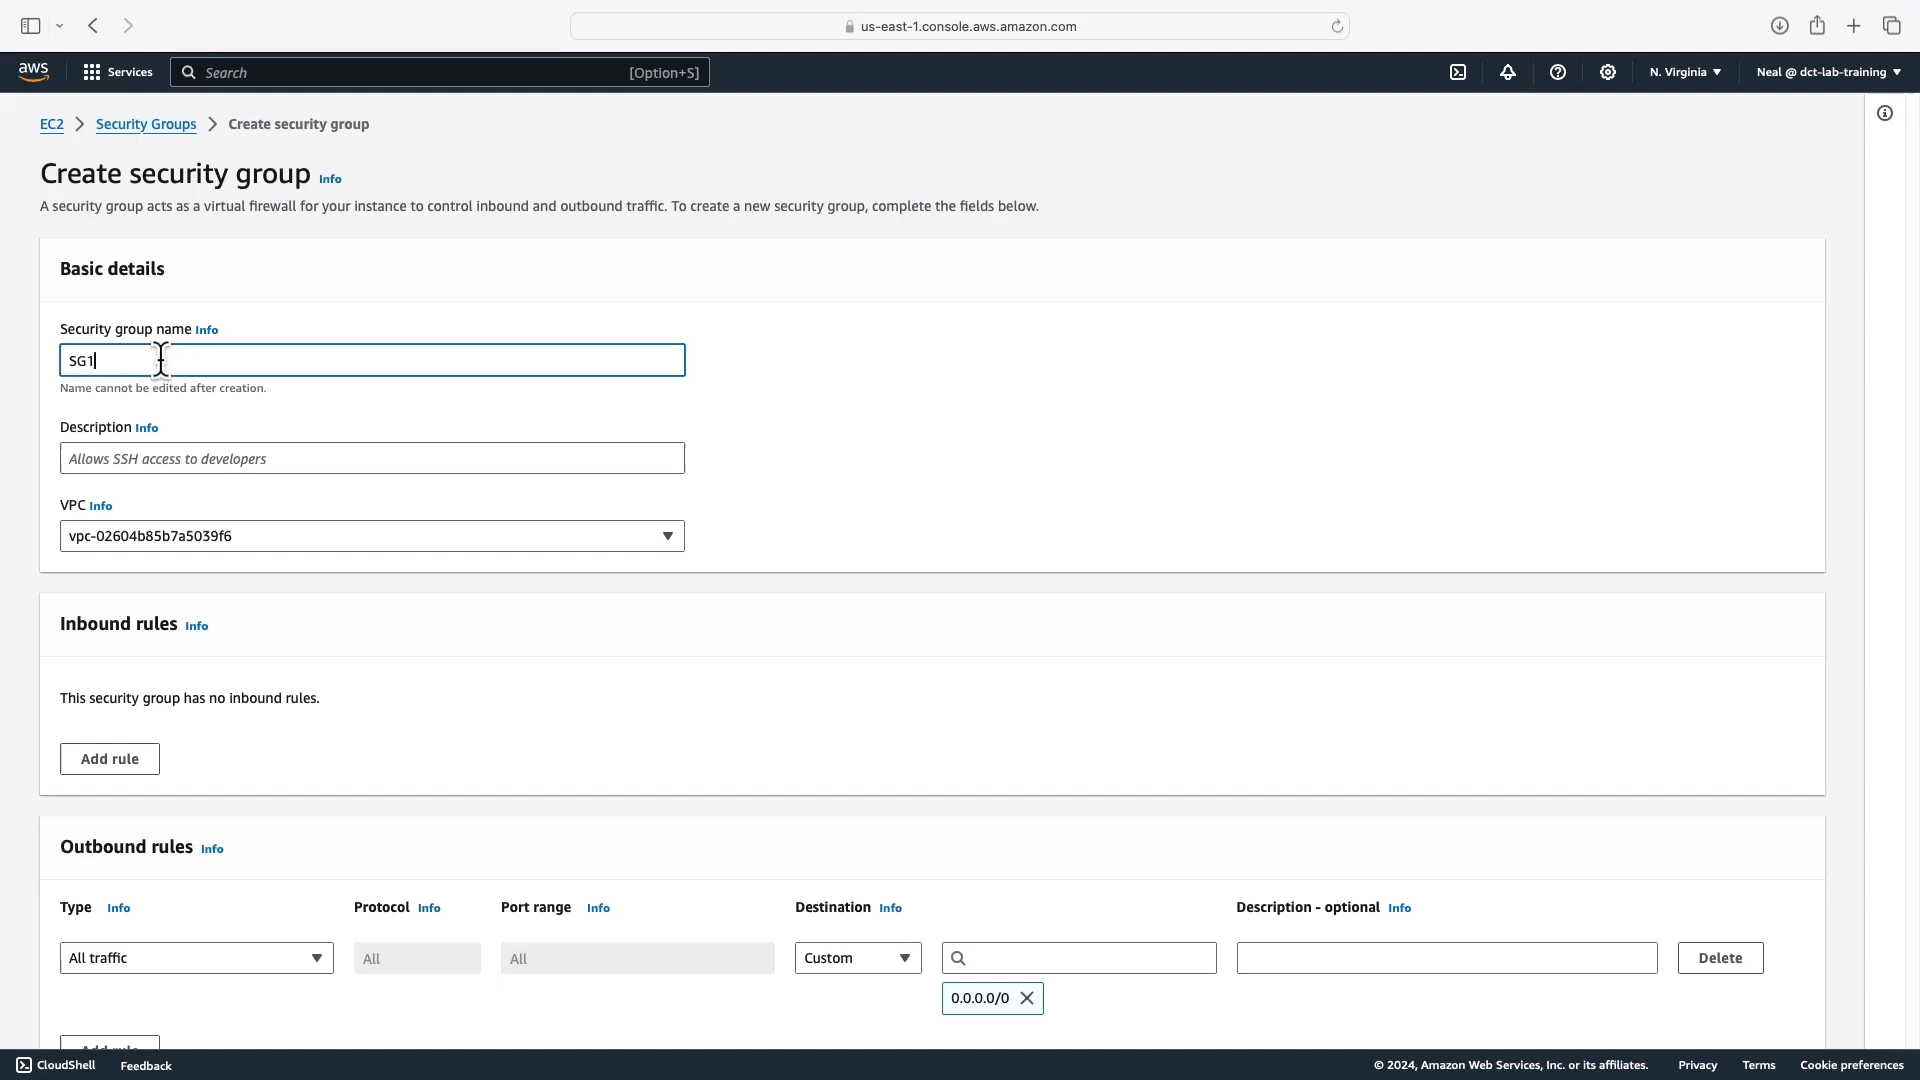 us-east-1.console.aws.amazon.com
aws
Services
Search
[Option+S]
N. Virginia
Neal @ dct-lab-training
EC2
Security Groups
Create security group
Create security group
Info
A security group acts as a virtual firewall for your instance to control inbound and outbound traffic. To create a new security group, complete the fields below.
Basic details
Security group name Info
SG1
Name cannot be edited after creation.
Description Info
Allows SSH access to developers
VPC Info
vpc-02604b85b7a5039f6
Inbound rules Info
This security group has no inbound rules.
Add rule
Outbound rules Info
Type Info
Protocol Info
Port range Info
Destination Info
Description - optional Info
All traffic
All
All
Custom
Delete
0.0.0.0/0
Add rule
CloudShell
Feedback
© 2024, Amazon Web Services, Inc. or its affiliates.
Privacy
Terms
Cookie preferences